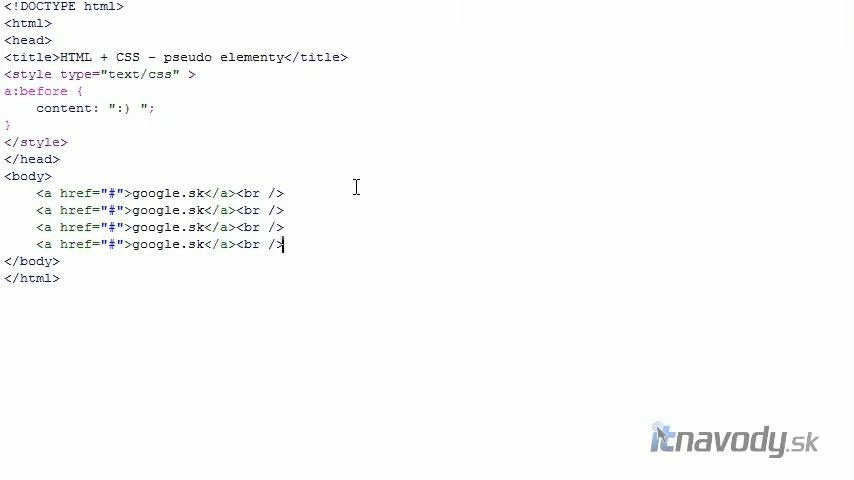 <!DOCTYPE html>
<html>
<head>
<title>HTML + CSS - pseudo elementy</title>
<style type="text/css" >
a:before {
    content: ":) ";
}
</style>
</head>
<body>
    <a href="#">google.sk</a><br />
    <a href="#">google.sk</a><br />
    <a href="#">google.sk</a><br />
    <a href="#">google.sk</a><br />
</body>
</html>
itnavody.sk